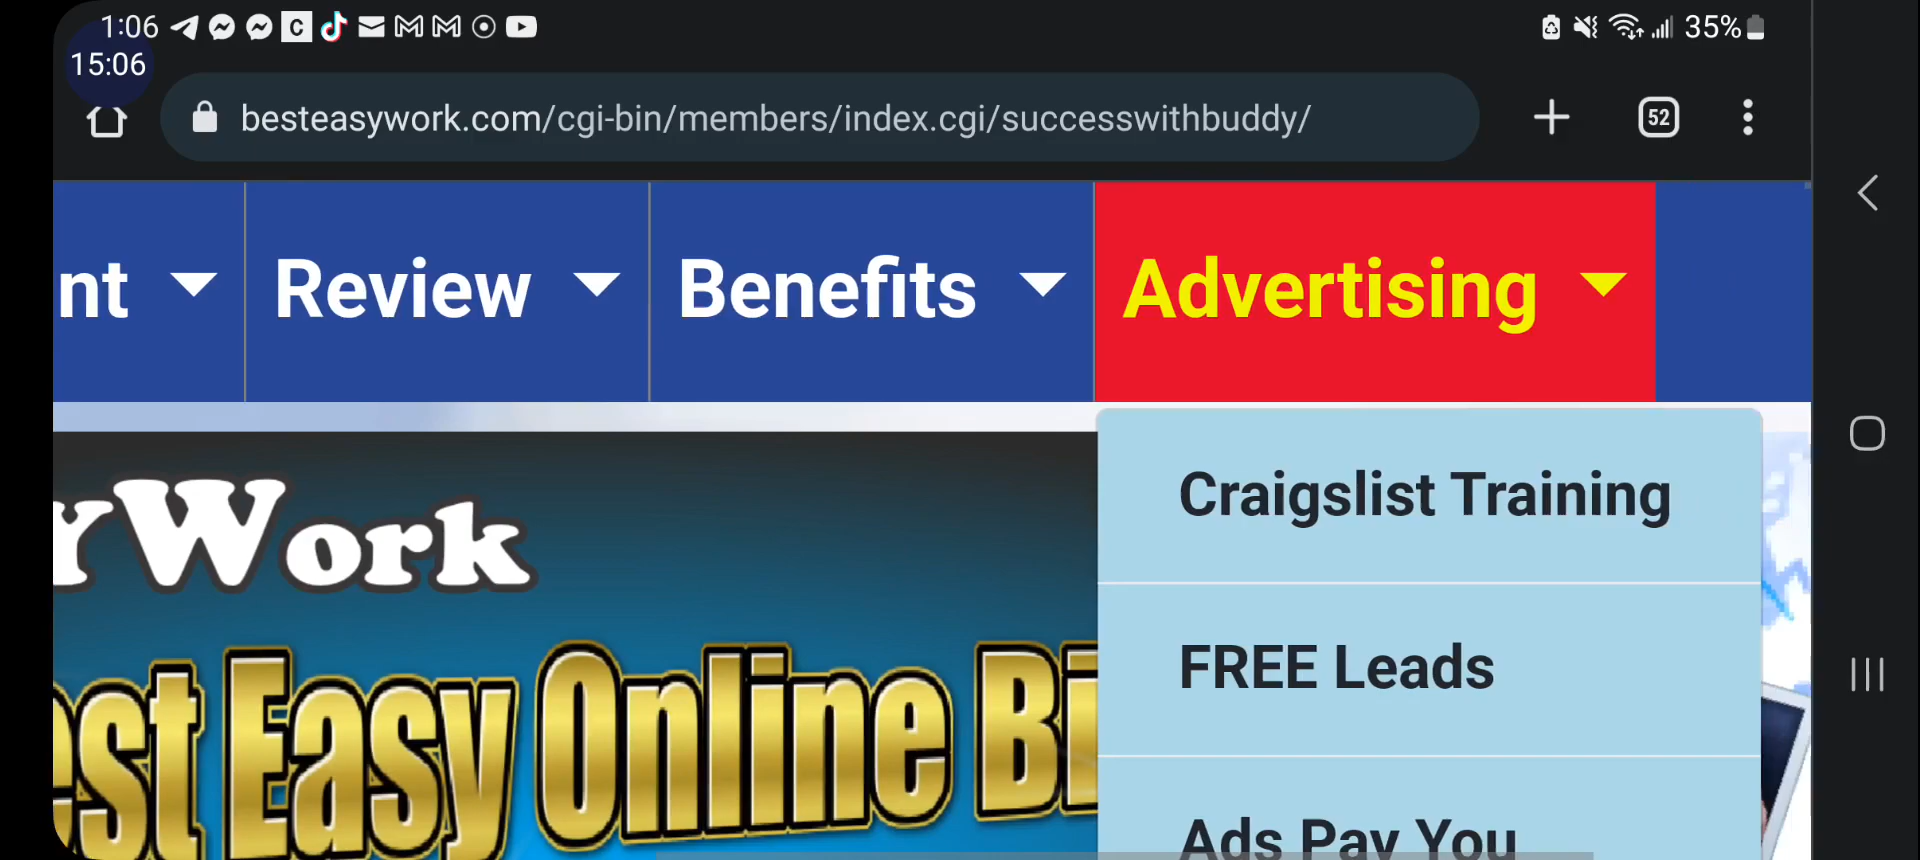 1:06
35%
15:06
besteasywork.com/cgi-bin/members/index.cgi/successwithbuddy/
52
nt
Review
Benefits
Advertising
Craigslist Training
YWork
FREE Leads
est Easy Online Bi
Ads Pay You